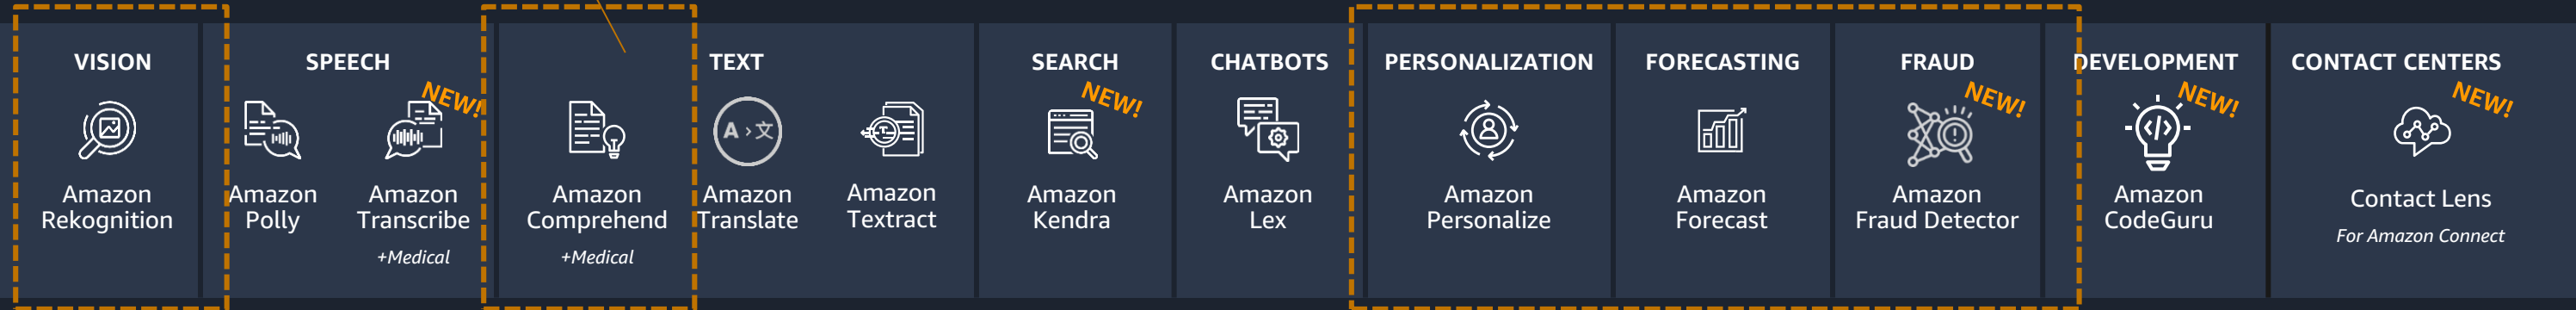 VISION
SPEECH
TEXT
SEARCH
CHATBOTS
PERSONALIZATION
FORECASTING
FRAUD
DEVELOPMENT
CONTACT CENTERS
NEW!
NEW!
NEW!
NEW!
NEW!
A › 文
Amazon
Rekognition
Amazon
Polly
Amazon
Transcribe
+Medical
Amazon
Comprehend
+Medical
Amazon
Translate
Amazon
Textract
Amazon
Kendra
Amazon
Lex
Amazon
Personalize
Amazon
Forecast
Amazon
Fraud Detector
Amazon
CodeGuru
Contact Lens
For Amazon Connect